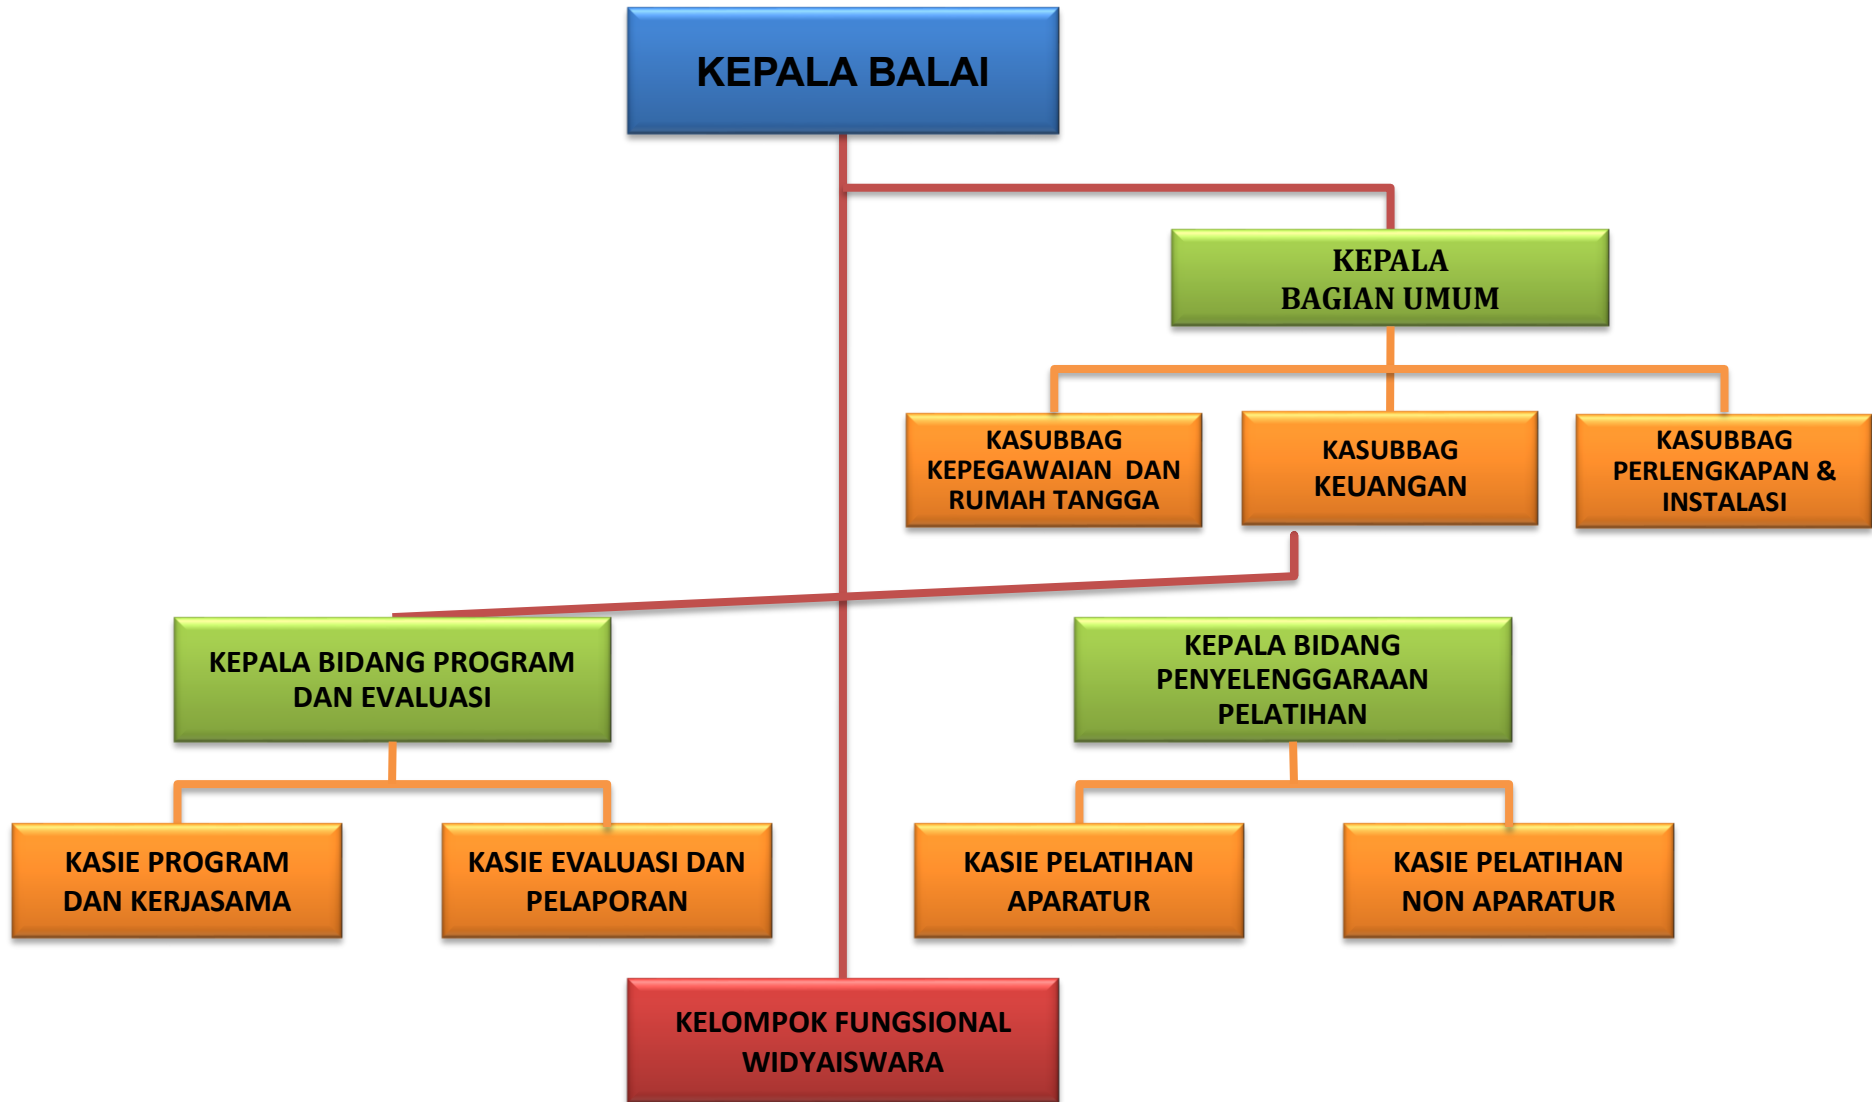 KEPALA BALAI
KEPALA
BAGIAN UMUM
KASUBBAG
KEPEGAWAIAN DAN
RUMAH TANGGA
KASUBBAG
KEUANGAN
KASUBBAG
PERLENGKAPAN &
INSTALASI
KEPALA BIDANG PROGRAM
DAN EVALUASI
KEPALA BIDANG
PENYELENGGARAAN
PELATIHAN
KASIE PROGRAM
DAN KERJASAMA
KASIE EVALUASI DAN
PELAPORAN
KASIE PELATIHAN
APARATUR
KASIE PELATIHAN
NON APARATUR
KELOMPOK FUNGSIONAL
WIDYAISWARA